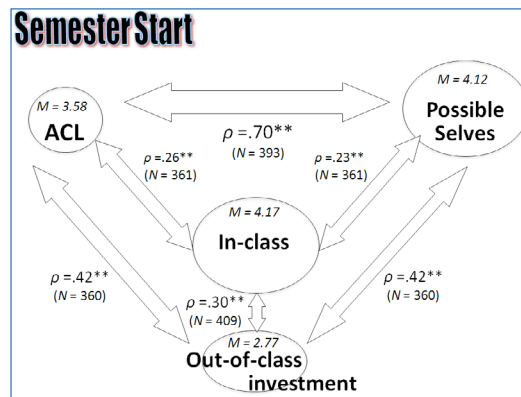 Semester Start
M = 3.58
ACL
M = 4.12
Possible
Selves
ρ =.70**
(N = 393)
ρ =.26**
(N = 361)
ρ =.23**
(N = 361)
M = 4.17
In-class
ρ =.42**
(N = 360)
ρ =.30**
(N = 409)
ρ =.42**
(N = 360)
M = 2.77
Out-of-class
investment